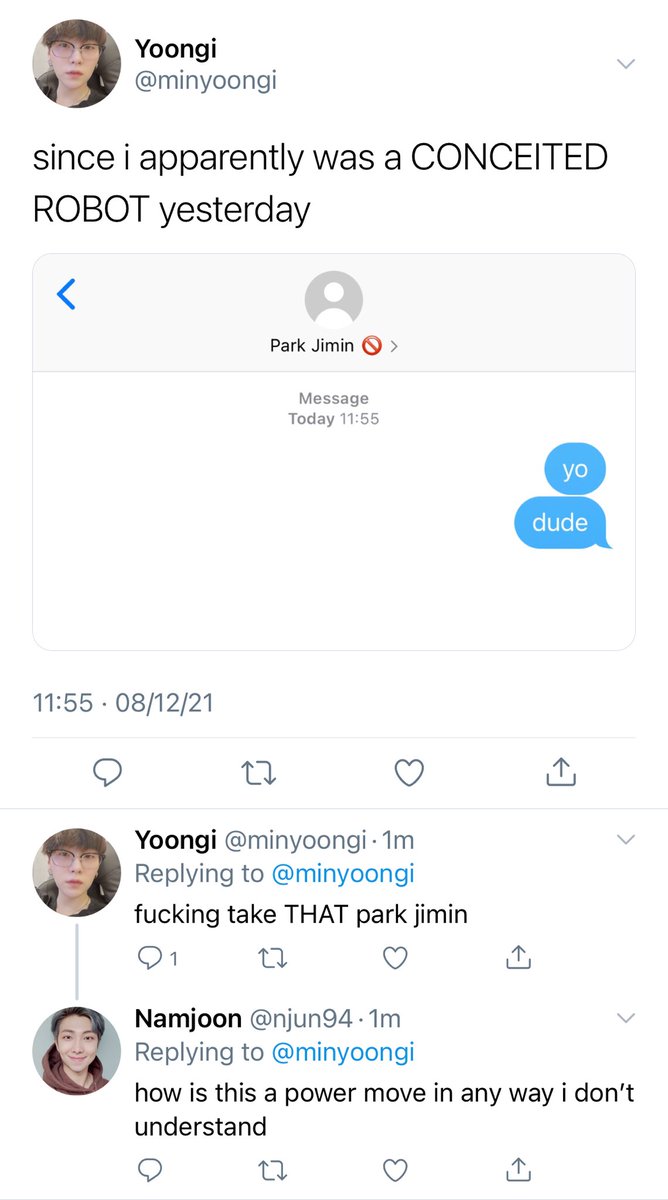 Yoongi
@minyoongi
since i apparently was a CONCEITED
ROBOT yesterday
Park Jimin 🚫 >
Message
Today 11:55
yo
dude
11:55 · 08/12/21
Yoongi @minyoongi · 1m
Replying to @minyoongi
fucking take THAT park jimin
1
Namjoon @njun94 · 1m
Replying to @minyoongi
how is this a power move in any way i don’t
understand